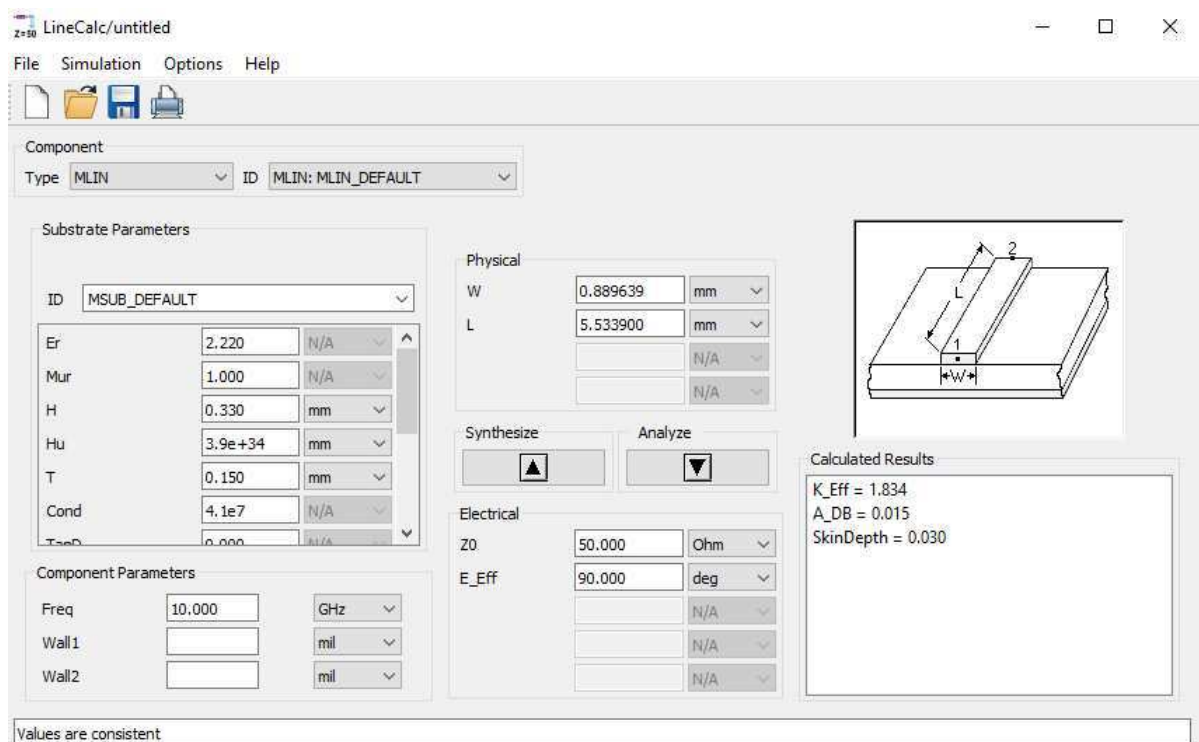 Z=50 LineCalc/untitled
File Simulation Options Help
Component
Type MLIN ID MLIN: MLIN_DEFAULT
Substrate Parameters
ID MSUB_DEFAULT
Er 2.220 N/A
Mur 1.000 N/A
H 0.330 mm
Hu 3.9e+34 mm
T 0.150 mm
Cond 4.1e7 N/A
TanD 0.000 N/A
Component Parameters
Freq 10.000 GHz
Wall1 mil
Wall2 mil
Physical
W 0.889639 mm
L 5.533900 mm
N/A
N/A
Synthesize Analyze
Electrical
Z0 50.000 Ohm
E_Eff 90.000 deg
N/A
N/A
N/A
2
L
1
W
Calculated Results
K_Eff = 1.834
A_DB = 0.015
SkinDepth = 0.030
Values are consistent